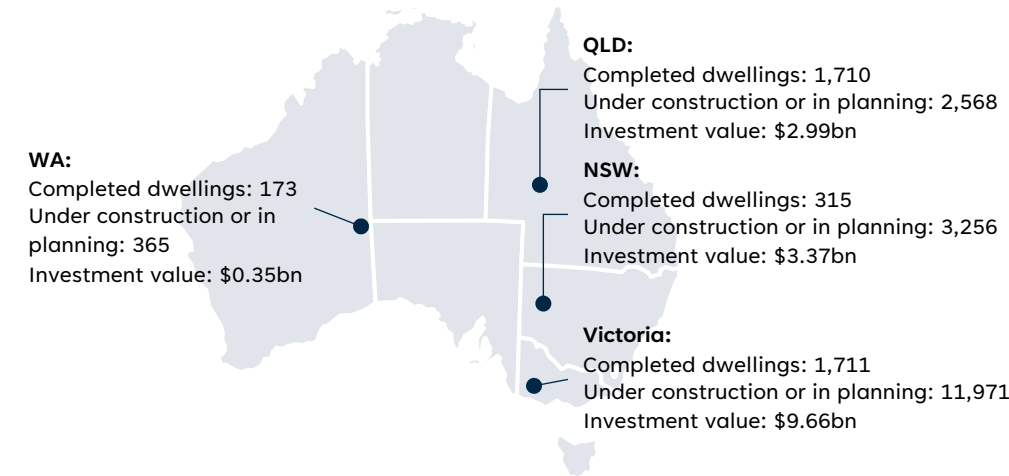 QLD:
Completed dwellings: 1,710
Under construction or in planning: 2,568
Investment value: $2.99bn
WA:
Completed dwellings: 173
Under construction or in
planning: 365
Investment value: $0.35bn
NSW:
Completed dwellings: 315
Under construction or in planning: 3,256
Investment value: $3.37bn
Victoria:
Completed dwellings: 1,711
Under construction or in planning: 11,971
Investment value: $9.66bn